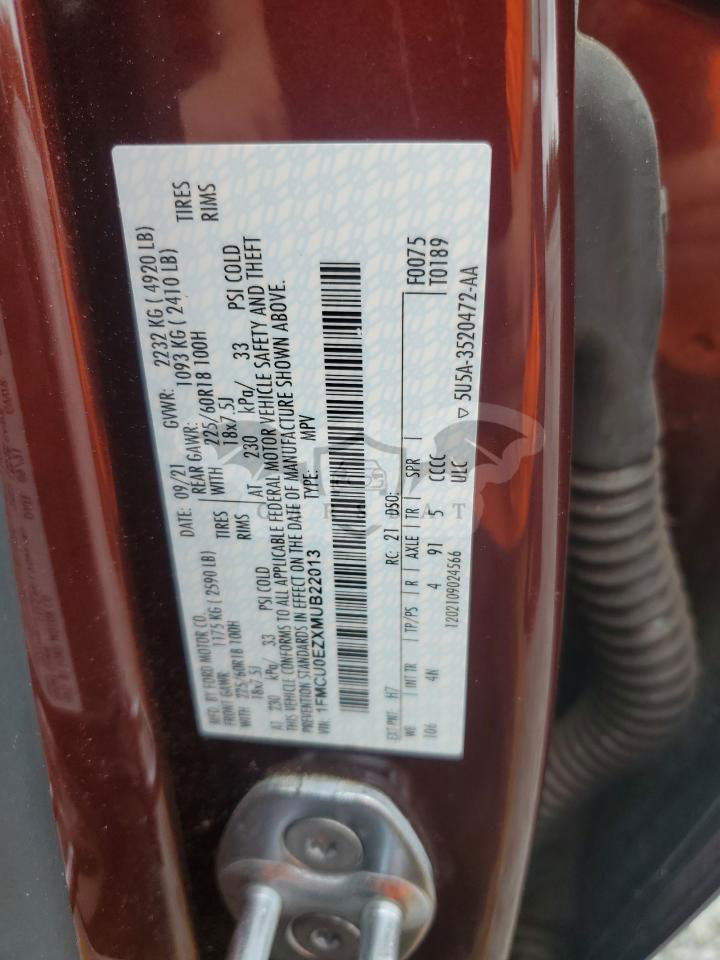 MFD. BY FORD MOTOR CO. DATE: 09/21 GVWR: 2232 KG ( 4920 LB)
FRONT GAWR: 1175 KG ( 2590 LB) REAR GAWR: 1093 KG ( 2410 LB)
WITH 225/60R18 100H TIRES WITH 225/60R18 100H TIRES
18x7.5J RIMS 18x7.5J RIMS
AT 230 kPa/ 33 PSI COLD AT 230 kPa/ 33 PSI COLD
THIS VEHICLE CONFORMS TO ALL APPLICABLE FEDERAL MOTOR VEHICLE SAFETY AND THEFT
PREVENTION STANDARDS IN EFFECT ON THE DATE OF MANUFACTURE SHOWN ABOVE.
VIN: 1FMCU0EZXMUB22013 TYPE: MPV
EXT PNT: H7 RC: 21 DSO: F0075
WB INT TR TP/PS R AXLE TR SPR T0189
106 4N 4 91 5 CCCC
1202109024566 ULC ▽ 5U5A-3520472-AA